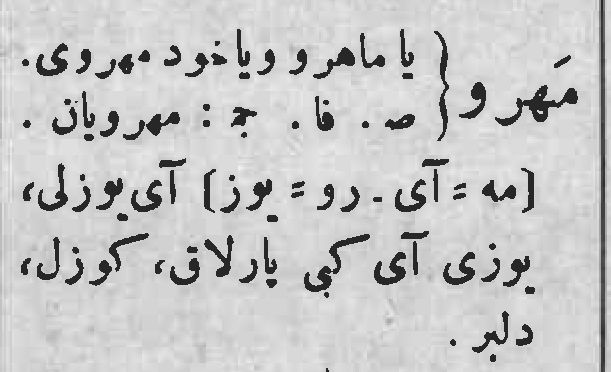 مَهرو { یا ماهرو ویاخود مهروی.
ص. فا. ج : مهرویان.
[مه = آی ـ رو = یوز] آی یوزلی،
یوزی آی کبی پارلاق، کوزل،
دلبر.